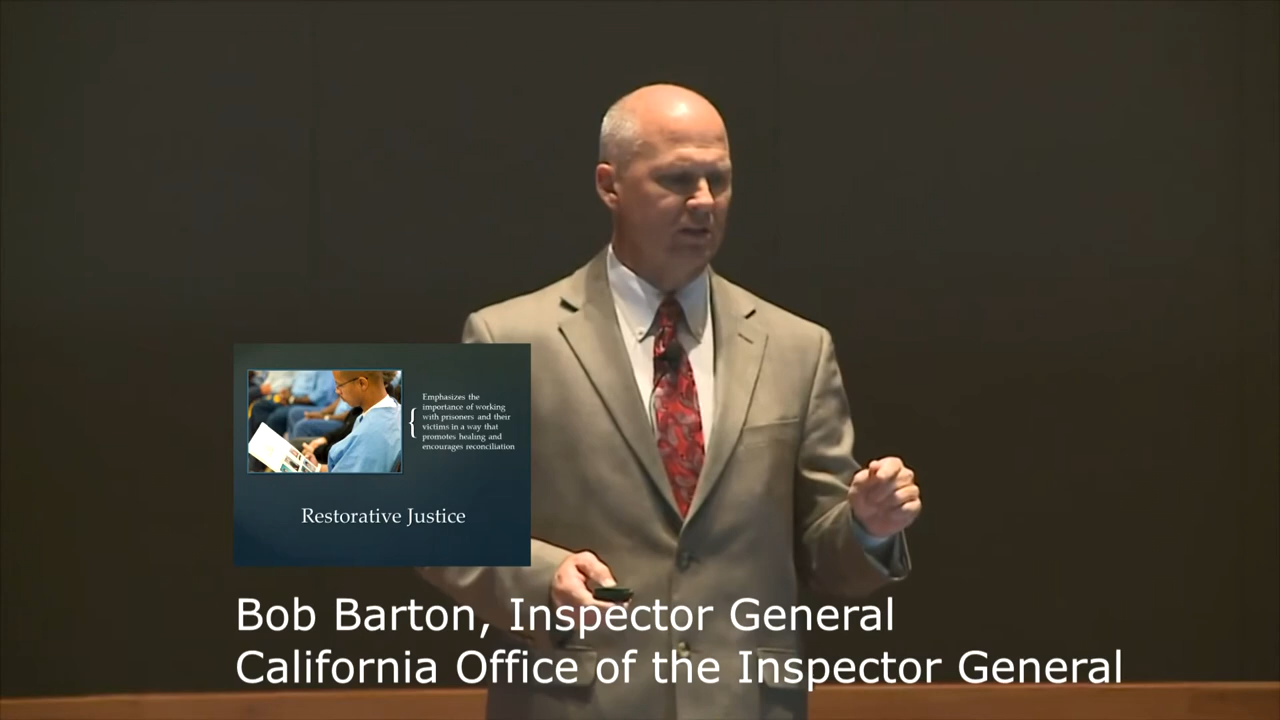 Emphasizes the
importance of working
with prisoners and their
victims in a way that
promotes healing and
encourages reconciliation
Restorative Justice
Bob Barton, Inspector General
California Office of the Inspector General